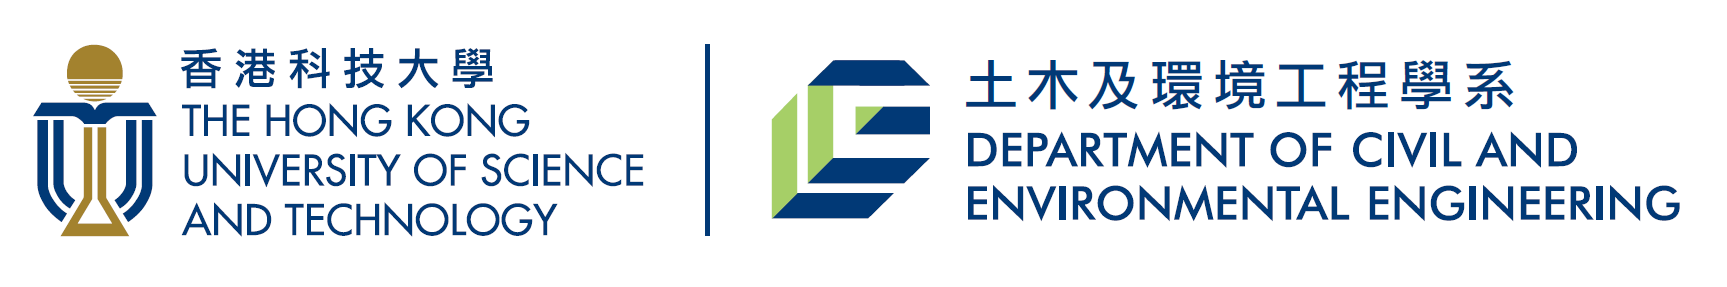 香港科技大學
THE HONG KONG
UNIVERSITY OF SCIENCE
AND TECHNOLOGY
土木及環境工程學系
DEPARTMENT OF CIVIL AND
ENVIRONMENTAL ENGINEERING